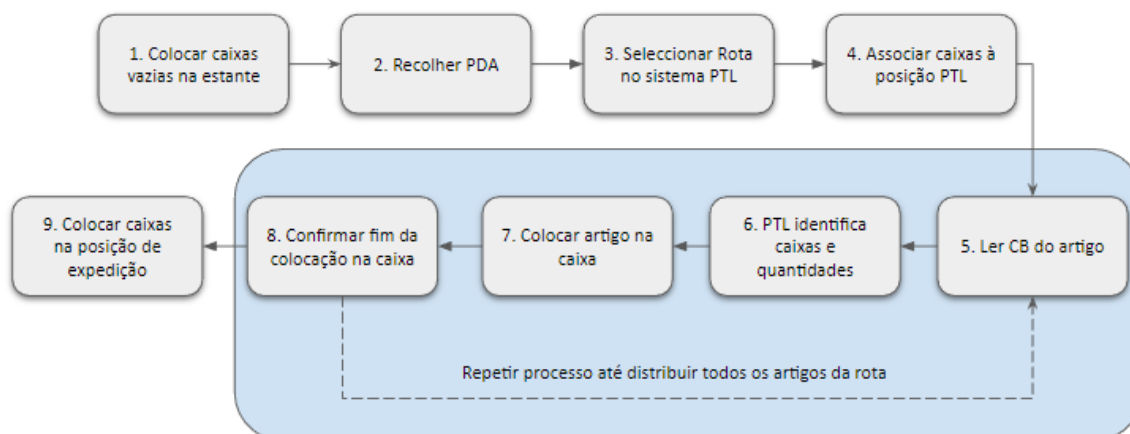 1. Colocar caixas
vazias na estante
2. Recolher PDA
3. Seleccionar Rota
no sistema PTL
4. Associar caixas à
posição PTL
5. Ler CB do artigo
6. PTL identifica
caixas e
quantidades
7. Colocar artigo na
caixa
8. Confirmar fim da
colocação na caixa
9. Colocar caixas
na posição de
expedição
Repetir processo até distribuir todos os artigos da rota